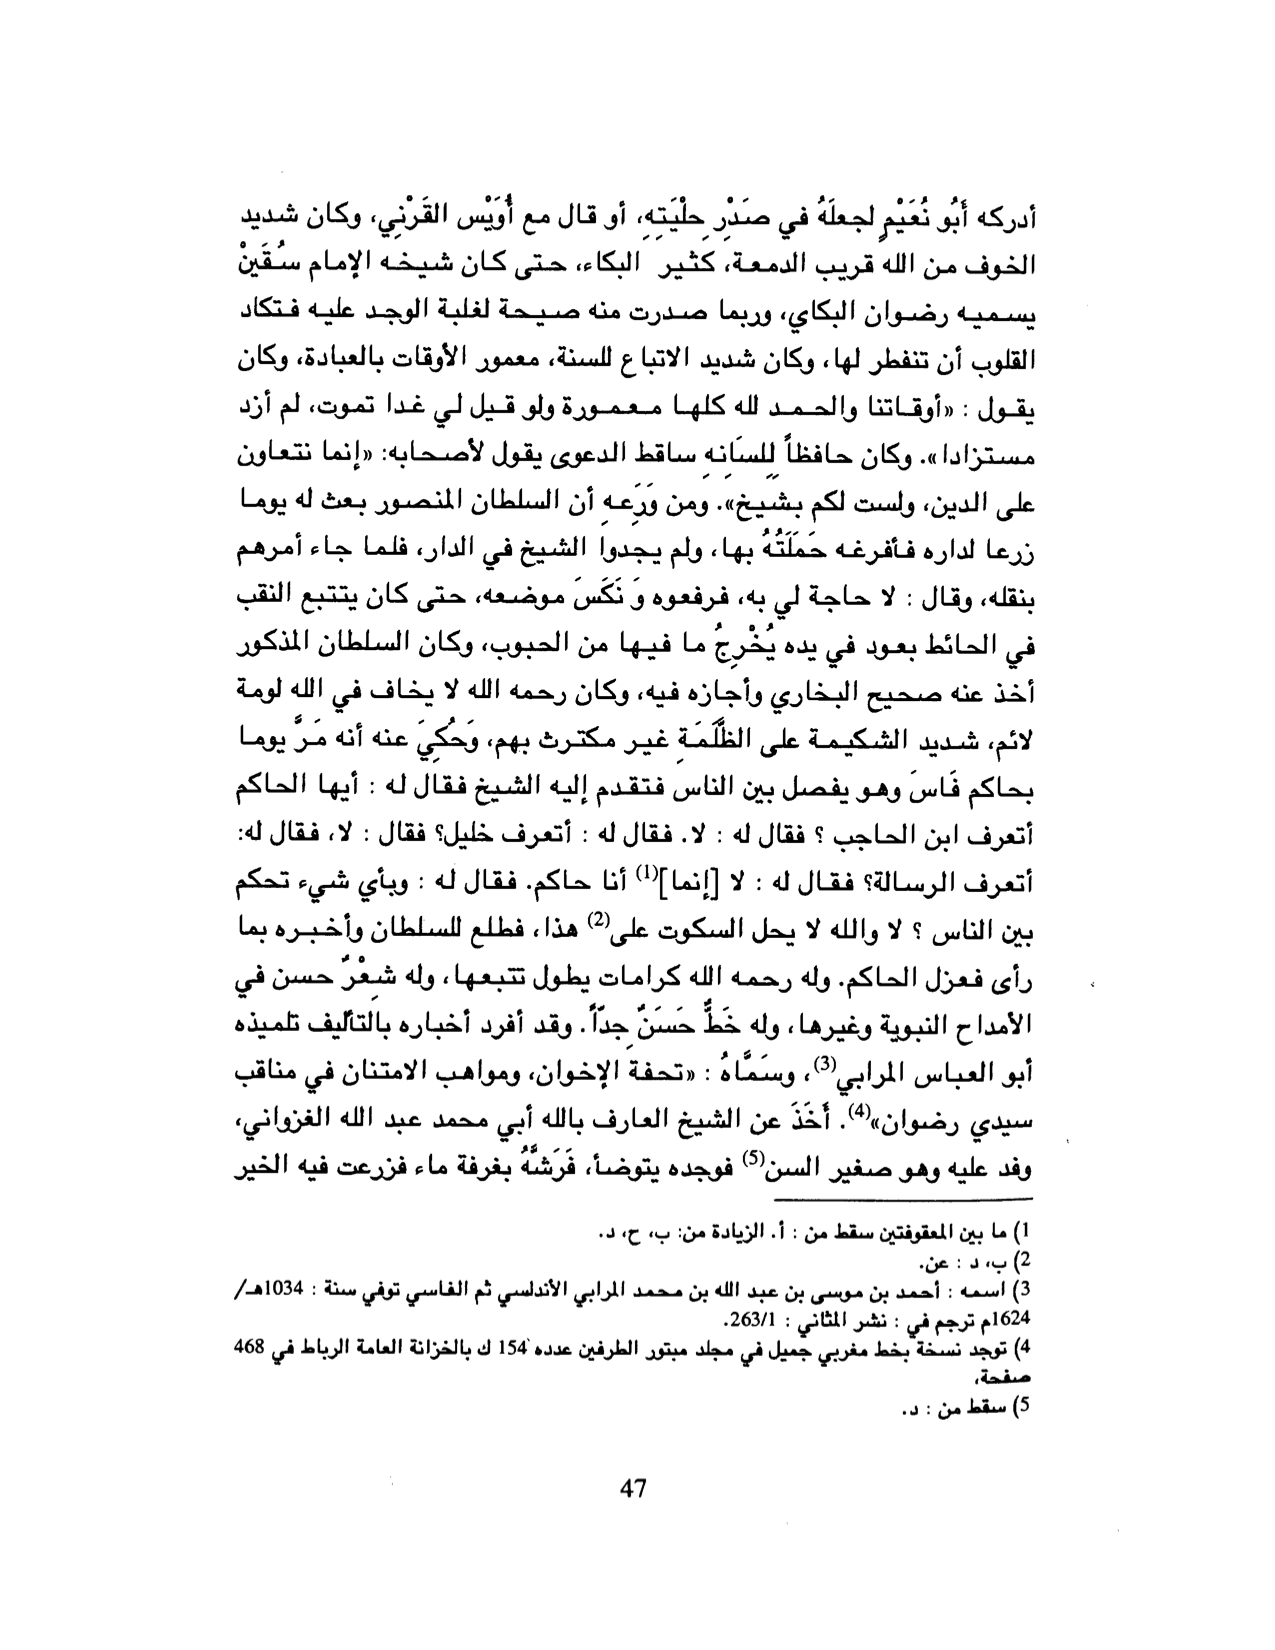 أدركه أَبُو نُعَيْمٍ لجعلَهُ في صَدْرِ حِلْيَتِهِ، أو قال مع أُوَيْس القَرْنِي، وكان شديد
الخوف من الله قريب الدمعة، كثير البكاء، حتى كان شيخه الإمام سُقَينْ
يسميه رضوان البكاي، وربما صدرت منه صيحة لغلبة الوجد عليه فتكاد
القلوب أن تنفطر لها، وكان شديد الاتباع للسنة، معمور الأوقات بالعبادة، وكان
يقول : «أوقاتنا والحمد لله كلها معمورة ولو قيل لي غدا تموت، لم أزد
مستزادا». وكان حافظاً لِلسَانِه ساقط الدعوى يقول لأصحابه: «إنما نتعاون
على الدين، ولست لكم بشيخ». ومن وَرَعِه أن السلطان المنصور بعث له يوما
زرعا لداره فأفرغه حَمَلَتُهُ بها، ولم يجدوا الشيخ في الدار، فلما جاء أمرهم
بنقله، وقال : لا حاجة لي به، فرفعوه وَ نَكَسَ موضعه، حتى كان يتتبع النقب
في الحائط بعود في يده يُخْرِجُ ما فيها من الحبوب، وكان السلطان المذكور
أخذ عنه صحيح البخاري وأجازه فيه، وكان رحمه الله لا يخاف في الله لومة
لائم، شديد الشكيمة على الظَّلَمَةِ غير مكترث بهم، وَحُكِيَ عنه أنه مَرَّ يوما
بحاكم فَاسَ وهو يفصل بين الناس فتقدم إليه الشيخ فقال له : أيها الحاكم
أتعرف ابن الحاجب ؟ فقال له : لا. فقال له : أتعرف خليل؟ فقال : لا، فقال له:
أتعرف الرسالة؟ فقال له : لا [إنما](1) أنا حاكم. فقال له : وبأي شيء تحكم
بين الناس ؟ لا والله لا يحل السكوت على(2) هذا، فطلع للسلطان وأخبره بما
رأى فعزل الحاكم. وله رحمه الله كرامات يطول تتبعها، وله شِعْرٌ حسن في
الأمداح النبوية وغيرها، وله خَطٌّ حَسَنٌ جِدّاً. وقد أفرد أخباره بالتآليف تلميذه
أبو العباس المرابي(3)، وسَمَّاهُ : «تحفة الإخوان، ومواهب الامتنان في مناقب
سيدي رضوان»(4). أَخَذَ عن الشيخ العارف بالله أبي محمد عبد الله الغزواني،
وفد عليه وهو صغير السن(5) فوجده يتوضأ، فَرَشَّهُ بغرفة ماء فزرعت فيه الخير
1) ما بين المعقوفتين سقط من : أ. الزيادة من: ب، ح، د.
2) ب، د : عن.
3) اسمه : أحمد بن موسى بن عبد الله بن محمد المرابي الأندلسي ثم الفاسي توفي سنة : 1034هـ/
1624م ترجم في : نشر المثاني : 263/1.
4) توجد نسخة بخط مغربي جميل في مجلد مبتور الطرفين عدده 154 ك بالخزانة العامة الرباط في 468
صفحة،
5) سقط من : د.
47